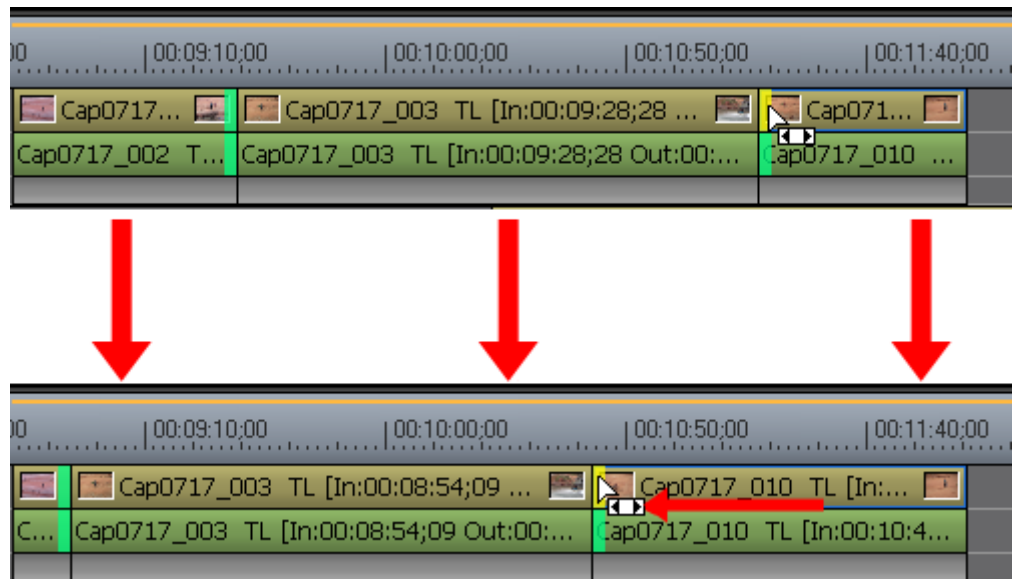 00 00:09:10;00 00:10:00;00 00:10:50;00 00:11:40;00
Cap0717... Cap0717_003 TL [In:00:09:28;28 ... Cap071...
Cap0717_002 T... Cap0717_003 TL [In:00:09:28;28 Out:00:... Cap0717_010 ...
00 00:09:10;00 00:10:00;00 00:10:50;00 00:11:40;00
Cap0717_003 TL [In:00:08:54;09 ... Cap0717_010 TL [In:...
C... Cap0717_003 TL [In:00:08:54;09 Out:00:... Cap0717_010 TL [In:00:10:4...